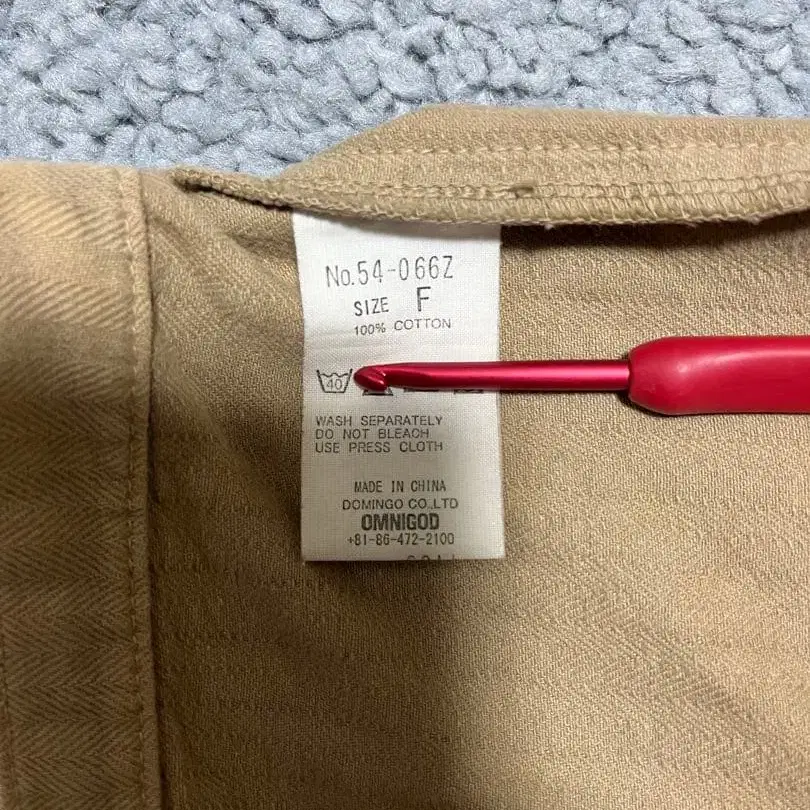 No.54-066Z
SIZE F
100% COTTON
40
WASH SEPARATELY
DO NOT BLEACH
USE PRESS CLOTH
MADE IN CHINA
DOMINGO CO.,LTD
OMNIGOD
+81-86-472-2100